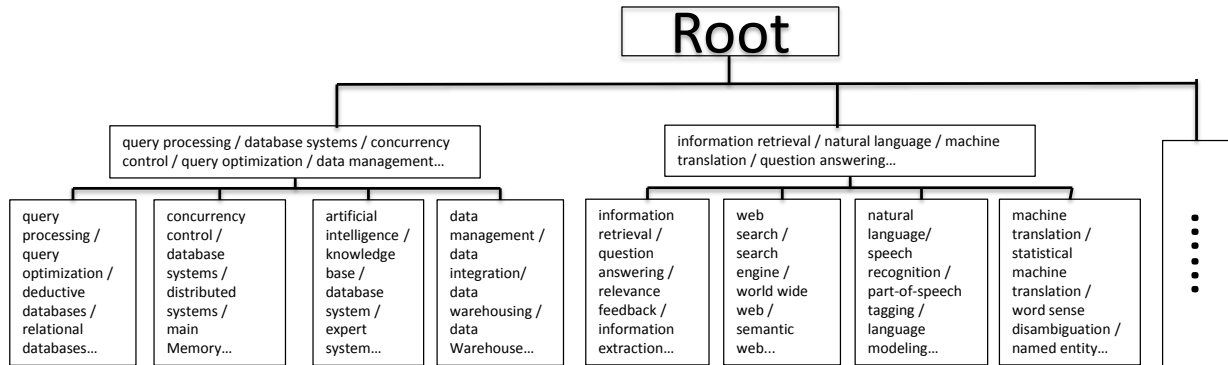 Root
query processing / database systems / concurrency
control / query optimization / data management…
information retrieval / natural language / machine
translation / question answering…
query
processing /
query
optimization /
deductive
databases /
relational
databases…
concurrency
control /
database
systems /
distributed
systems /
main
Memory…
artificial
intelligence /
knowledge
base /
database
system /
expert
system…
data
management /
data
integration/
data
warehousing /
data
Warehouse…
information
retrieval /
question
answering /
relevance
feedback /
information
extraction…
web
search /
search
engine /
world wide
web /
semantic
web...
natural
language/
speech
recognition /
part-of-speech
tagging /
language
modeling…
machine
translation /
statistical
machine
translation /
word sense
disambiguation /
named entity…